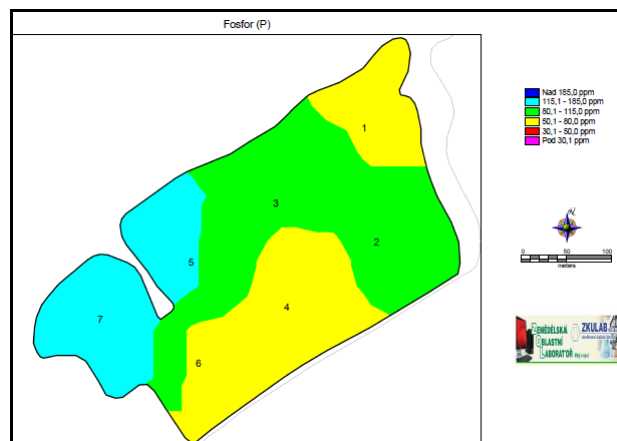 Fosfor (P)
1
3
2
5
4
7
6
Nad 185,0 ppm
115,1 - 185,0 ppm
80,1 - 115,0 ppm
50,1 - 80,0 ppm
30,1 - 50,0 ppm
Pod 30,1 ppm
0 50 100
meters
ZEMĚDĚLSKÁ
OBLASTNÍ
LABORATOŘ
ZKULAB